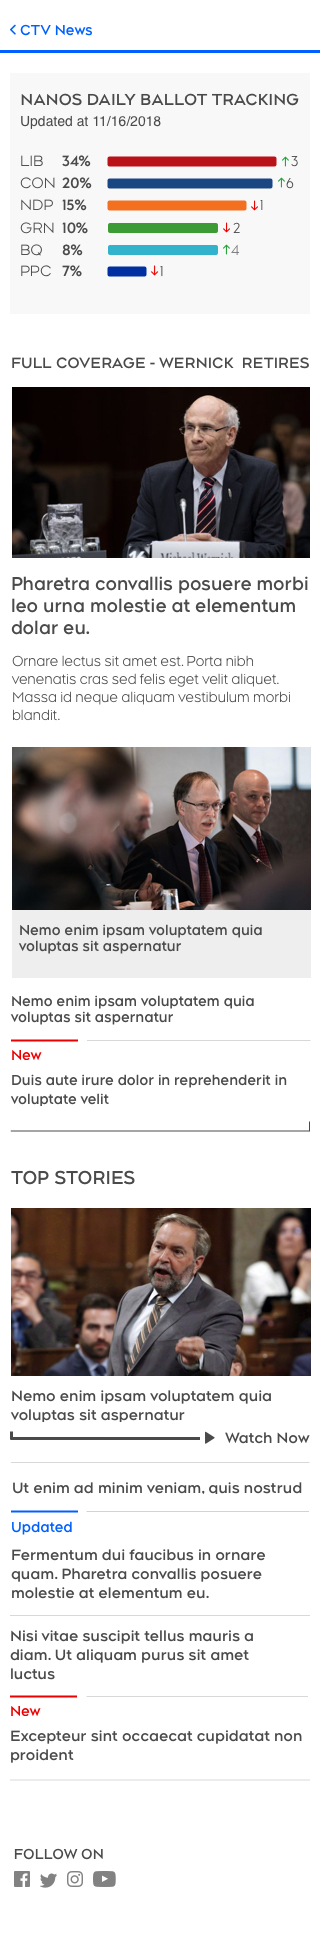 CTV News
NANOS DAILY BALLOT TRACKING
Updated at 11/16/2018
LIB 34% ↑3
CON 20% ↑6
NDP 15% ↓1
GRN 10% ↓2
BQ 8% ↑4
PPC 7% ↓1
FULL COVERAGE - WERNICK RETIRES
Michael Wernick
Pharetra convallis posuere morbi
leo urna molestie at elementum
dolar eu.
Ornare lectus sit amet est. Porta nibh
venenatis cras sed felis eget velit aliquet.
Massa id neque aliquam vestibulum morbi
blandit.
Nemo enim ipsam voluptatem quia
voluptas sit aspernatur
Nemo enim ipsam voluptatem quia
voluptas sit aspernatur
New
Duis aute irure dolor in reprehenderit in
voluptate velit
TOP STORIES
Nemo enim ipsam voluptatem quia
voluptas sit aspernatur
Watch Now
Ut enim ad minim veniam, quis nostrud
Updated
Fermentum dui faucibus in ornare
quam. Pharetra convallis posuere
molestie at elementum eu.
Nisi vitae suscipit tellus mauris a
diam. Ut aliquam purus sit amet
luctus
New
Excepteur sint occaecat cupidatat non
proident
FOLLOW ON